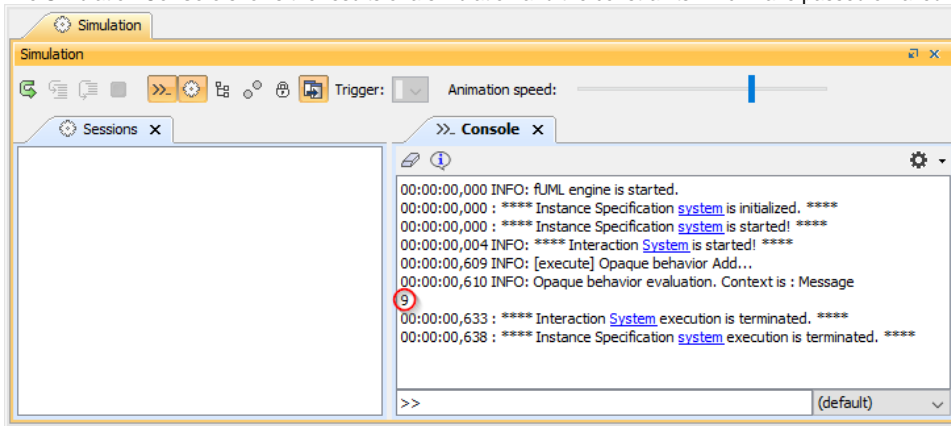 Simulation
Simulation
Trigger: Animation speed:
Sessions
>>_ Console
00:00:00,000 INFO: fUML engine is started.
00:00:00,000 : **** Instance Specification system is initialized. ****
00:00:00,000 : **** Instance Specification system is started! ****
00:00:00,004 INFO: **** Interaction System is started! ****
00:00:00,609 INFO: [execute] Opaque behavior Add...
00:00:00,610 INFO: Opaque behavior evaluation. Context is : Message
9
00:00:00,633 : **** Interaction System execution is terminated. ****
00:00:00,638 : **** Instance Specification system execution is terminated. ****
>> (default)